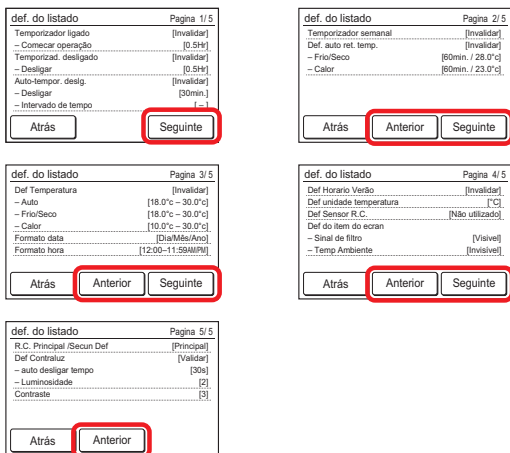 def. do listado Pagina 1/ 5
Temporizador ligado [Invalidar]
– Comecar operação [0.5Hr]
Temporizad. desligado [Invalidar]
– Desligar [0.5Hr]
Auto-tempor. deslg. [Invalidar]
– Desligar [30min.]
– Intervado de tempo [ – ]
Atrás Seguinte
def. do listado Pagina 2/ 5
Temporizador semanal [Invalidar]
Def. auto ret. temp. [Invalidar]
– Frio/Seco [60min. / 28.0°c]
– Calor [60min. / 23.0°c]
Atrás Anterior Seguinte
def. do listado Pagina 3/ 5
Def Temperatura [Invalidar]
– Auto [18.0°c – 30.0°c]
– Frio/Seco [18.0°c – 30.0°c]
– Calor [10.0°c – 30.0°c]
Formato data [Dia/Mês/Ano]
Formato hora [12:00–11:59AM/PM]
Atrás Anterior Seguinte
def. do listado Pagina 4/ 5
Def Horario Verão [Invalidar]
Def unidade temperatura [°C]
Def Sensor R.C. [Não utilizado]
Def do item do ecran
– Sinal de filtro [Visivel]
– Temp Ambiente [Invisível]
Atrás Anterior Seguinte
def. do listado Pagina 5/ 5
R.C. Principal /Secun Def [Principal]
Def Contraluz [Validar]
– auto desligar tempo [30s]
– Luminosidade [2]
Contraste [3]
Atrás Anterior